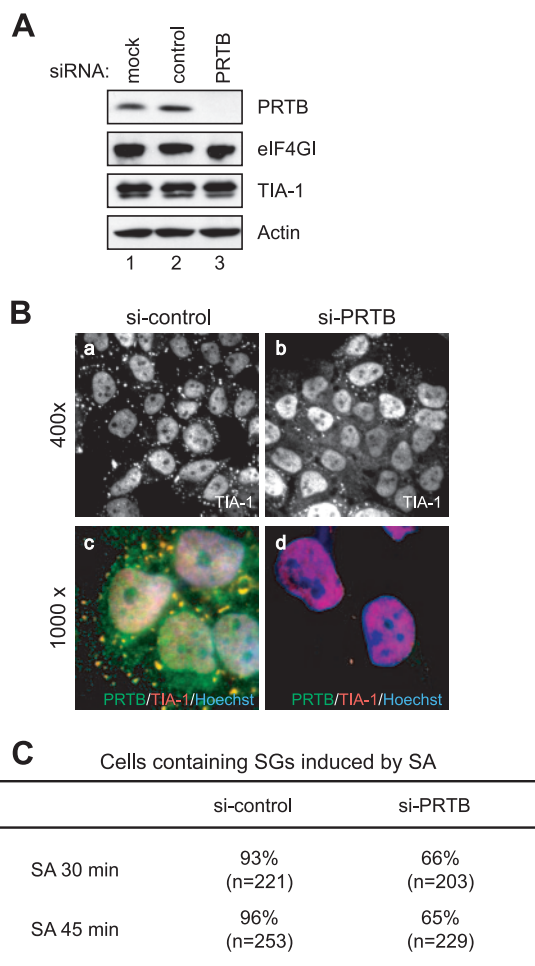 A
siRNA: mock control PRTB
PRTB
eIF4GI
TIA-1
Actin
1 2 3
B
si-control si-PRTB
400x
a b
TIA-1 TIA-1
1000 x
c d
PRTB/TIA-1/Hoechst PRTB/TIA-1/Hoechst
C
Cells containing SGs induced by SA
si-control si-PRTB
SA 30 min 93% 66%
(n=221) (n=203)
SA 45 min 96% 65%
(n=253) (n=229)